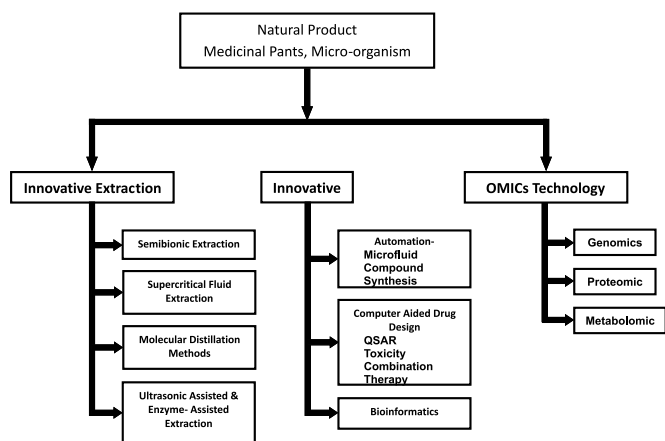 Natural Product
Medicinal Pants, Micro-organism
Innovative Extraction
Semibionic Extraction
Supercritical Fluid
Extraction
Molecular Distillation
Methods
Ultrasonic Assisted &
Enzyme- Assisted
Extraction
Innovative
Automation-
Microfluid
Compound
Synthesis
Computer Aided Drug
Design
QSAR
Toxicity
Combination
Therapy
Bioinformatics
OMICs Technology
Genomics
Proteomic
Metabolomic